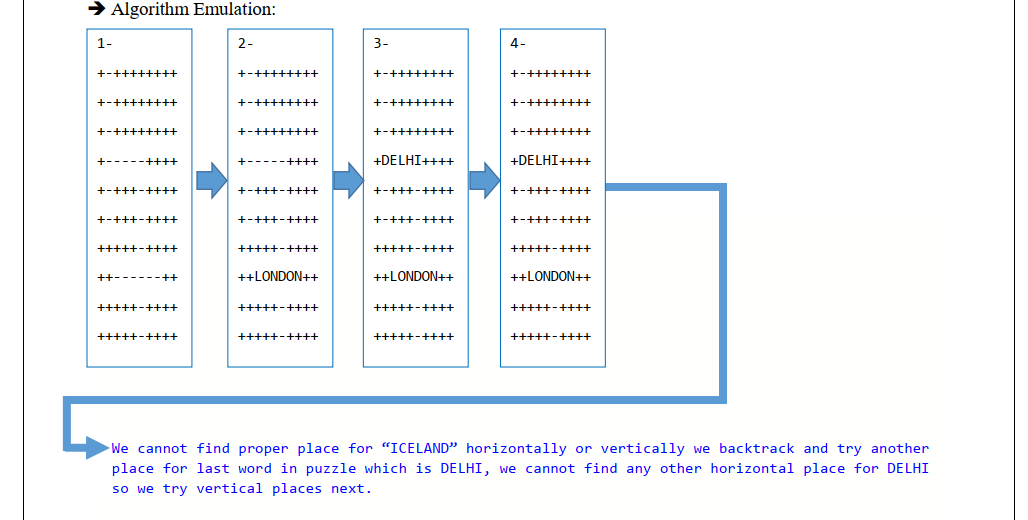 ➔ Algorithm Emulation:
1- 2- 3- 4-
+-++++++++ +-++++++++ +-++++++++ +-++++++++
+-++++++++ +-++++++++ +-++++++++ +-++++++++
+-++++++++ +-++++++++ +-++++++++ +-++++++++
+-----++++ +-----++++ +DELHI++++ +DELHI++++
+-+++-++++ +-+++-++++ +-+++-++++ +-+++-++++
+-+++-++++ +-+++-++++ +-+++-++++ +-+++-++++
+++++-++++ +++++-++++ +++++-++++ +++++-++++
++------++ ++LONDON++ ++LONDON++ ++LONDON++
+++++-++++ +++++-++++ +++++-++++ +++++-++++
+++++-++++ +++++-++++ +++++-++++ +++++-++++
We cannot find proper place for “ICELAND” horizontally or vertically we backtrack and try another
place for last word in puzzle which is DELHI, we cannot find any other horizontal place for DELHI
so we try vertical places next.